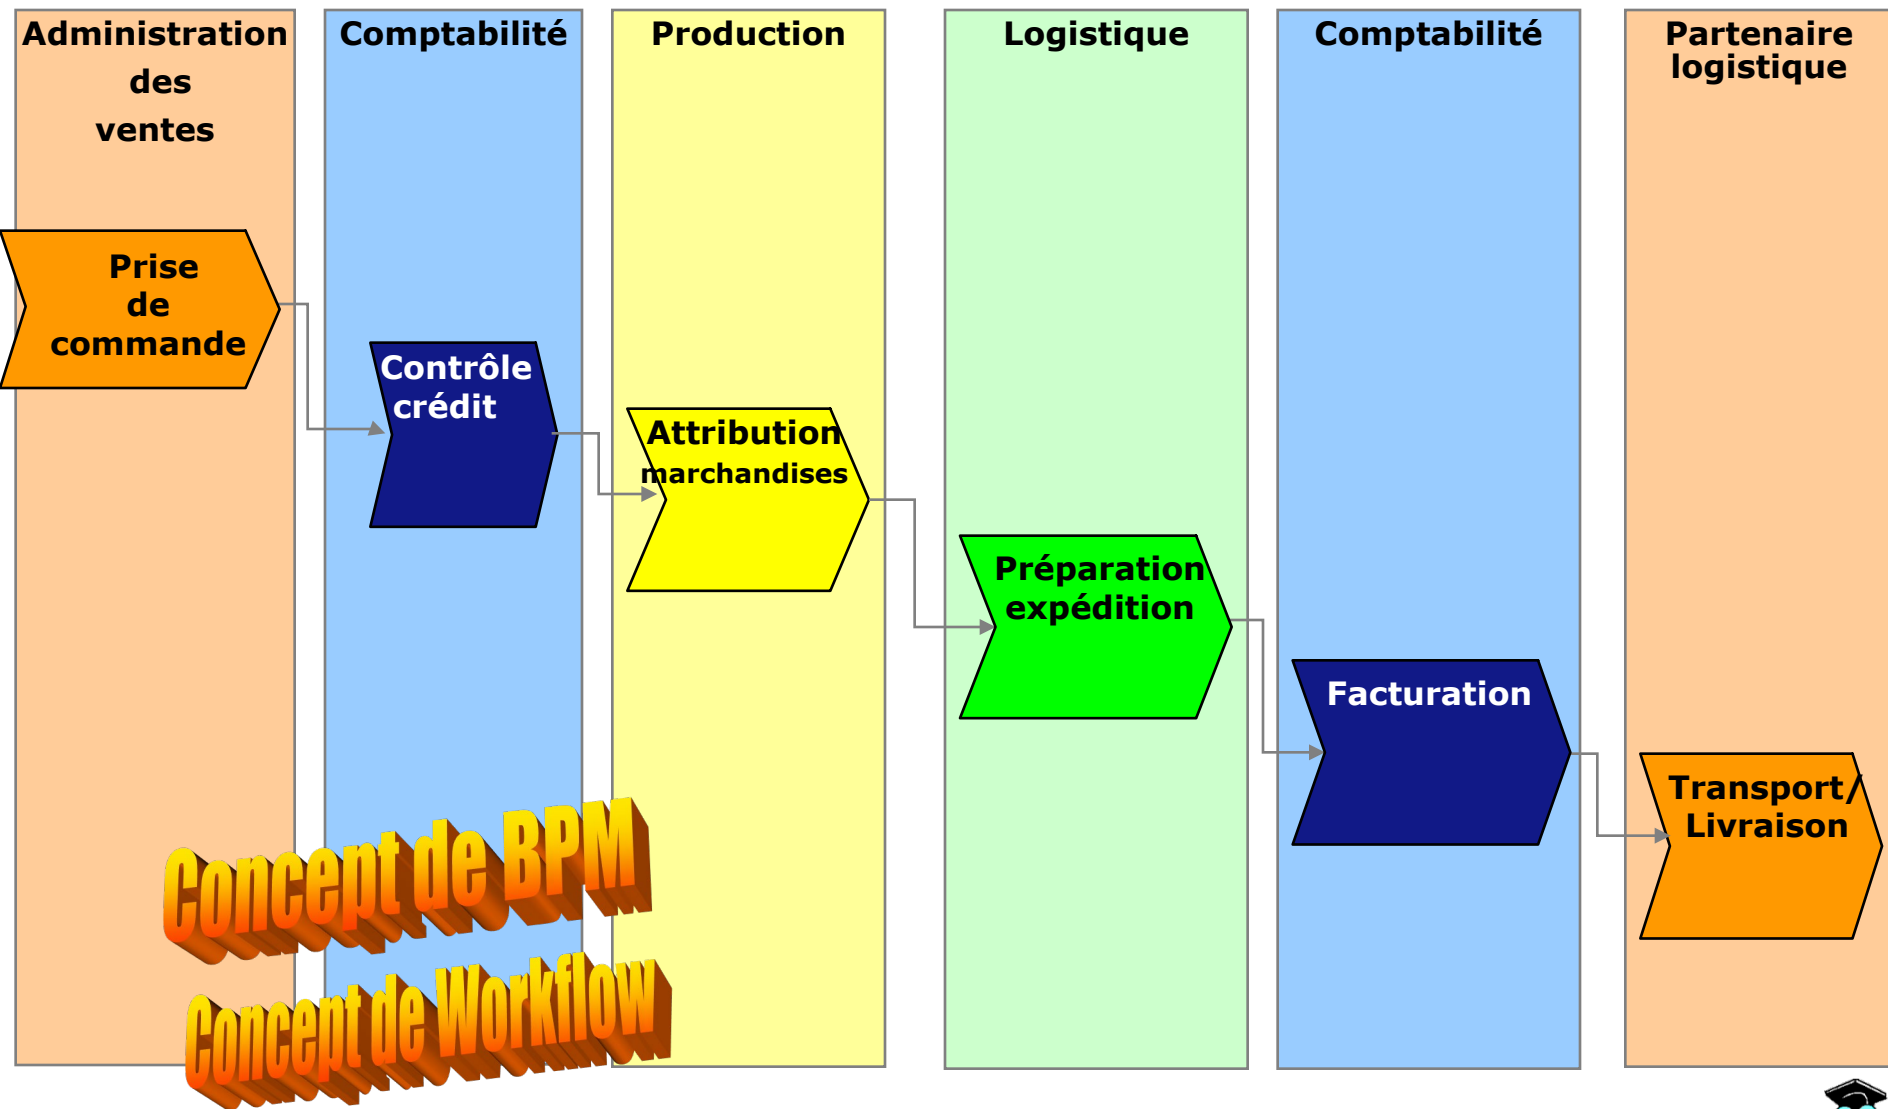 Administration
des
ventes
Comptabilité
Production
Logistique
Comptabilité
Partenaire
logistique
Prise
de
commande
Contrôle
crédit
Attribution
marchandises
Préparation
expédition
Facturation
Transport/
Livraison
Concept de BPM
Concept de Workflow